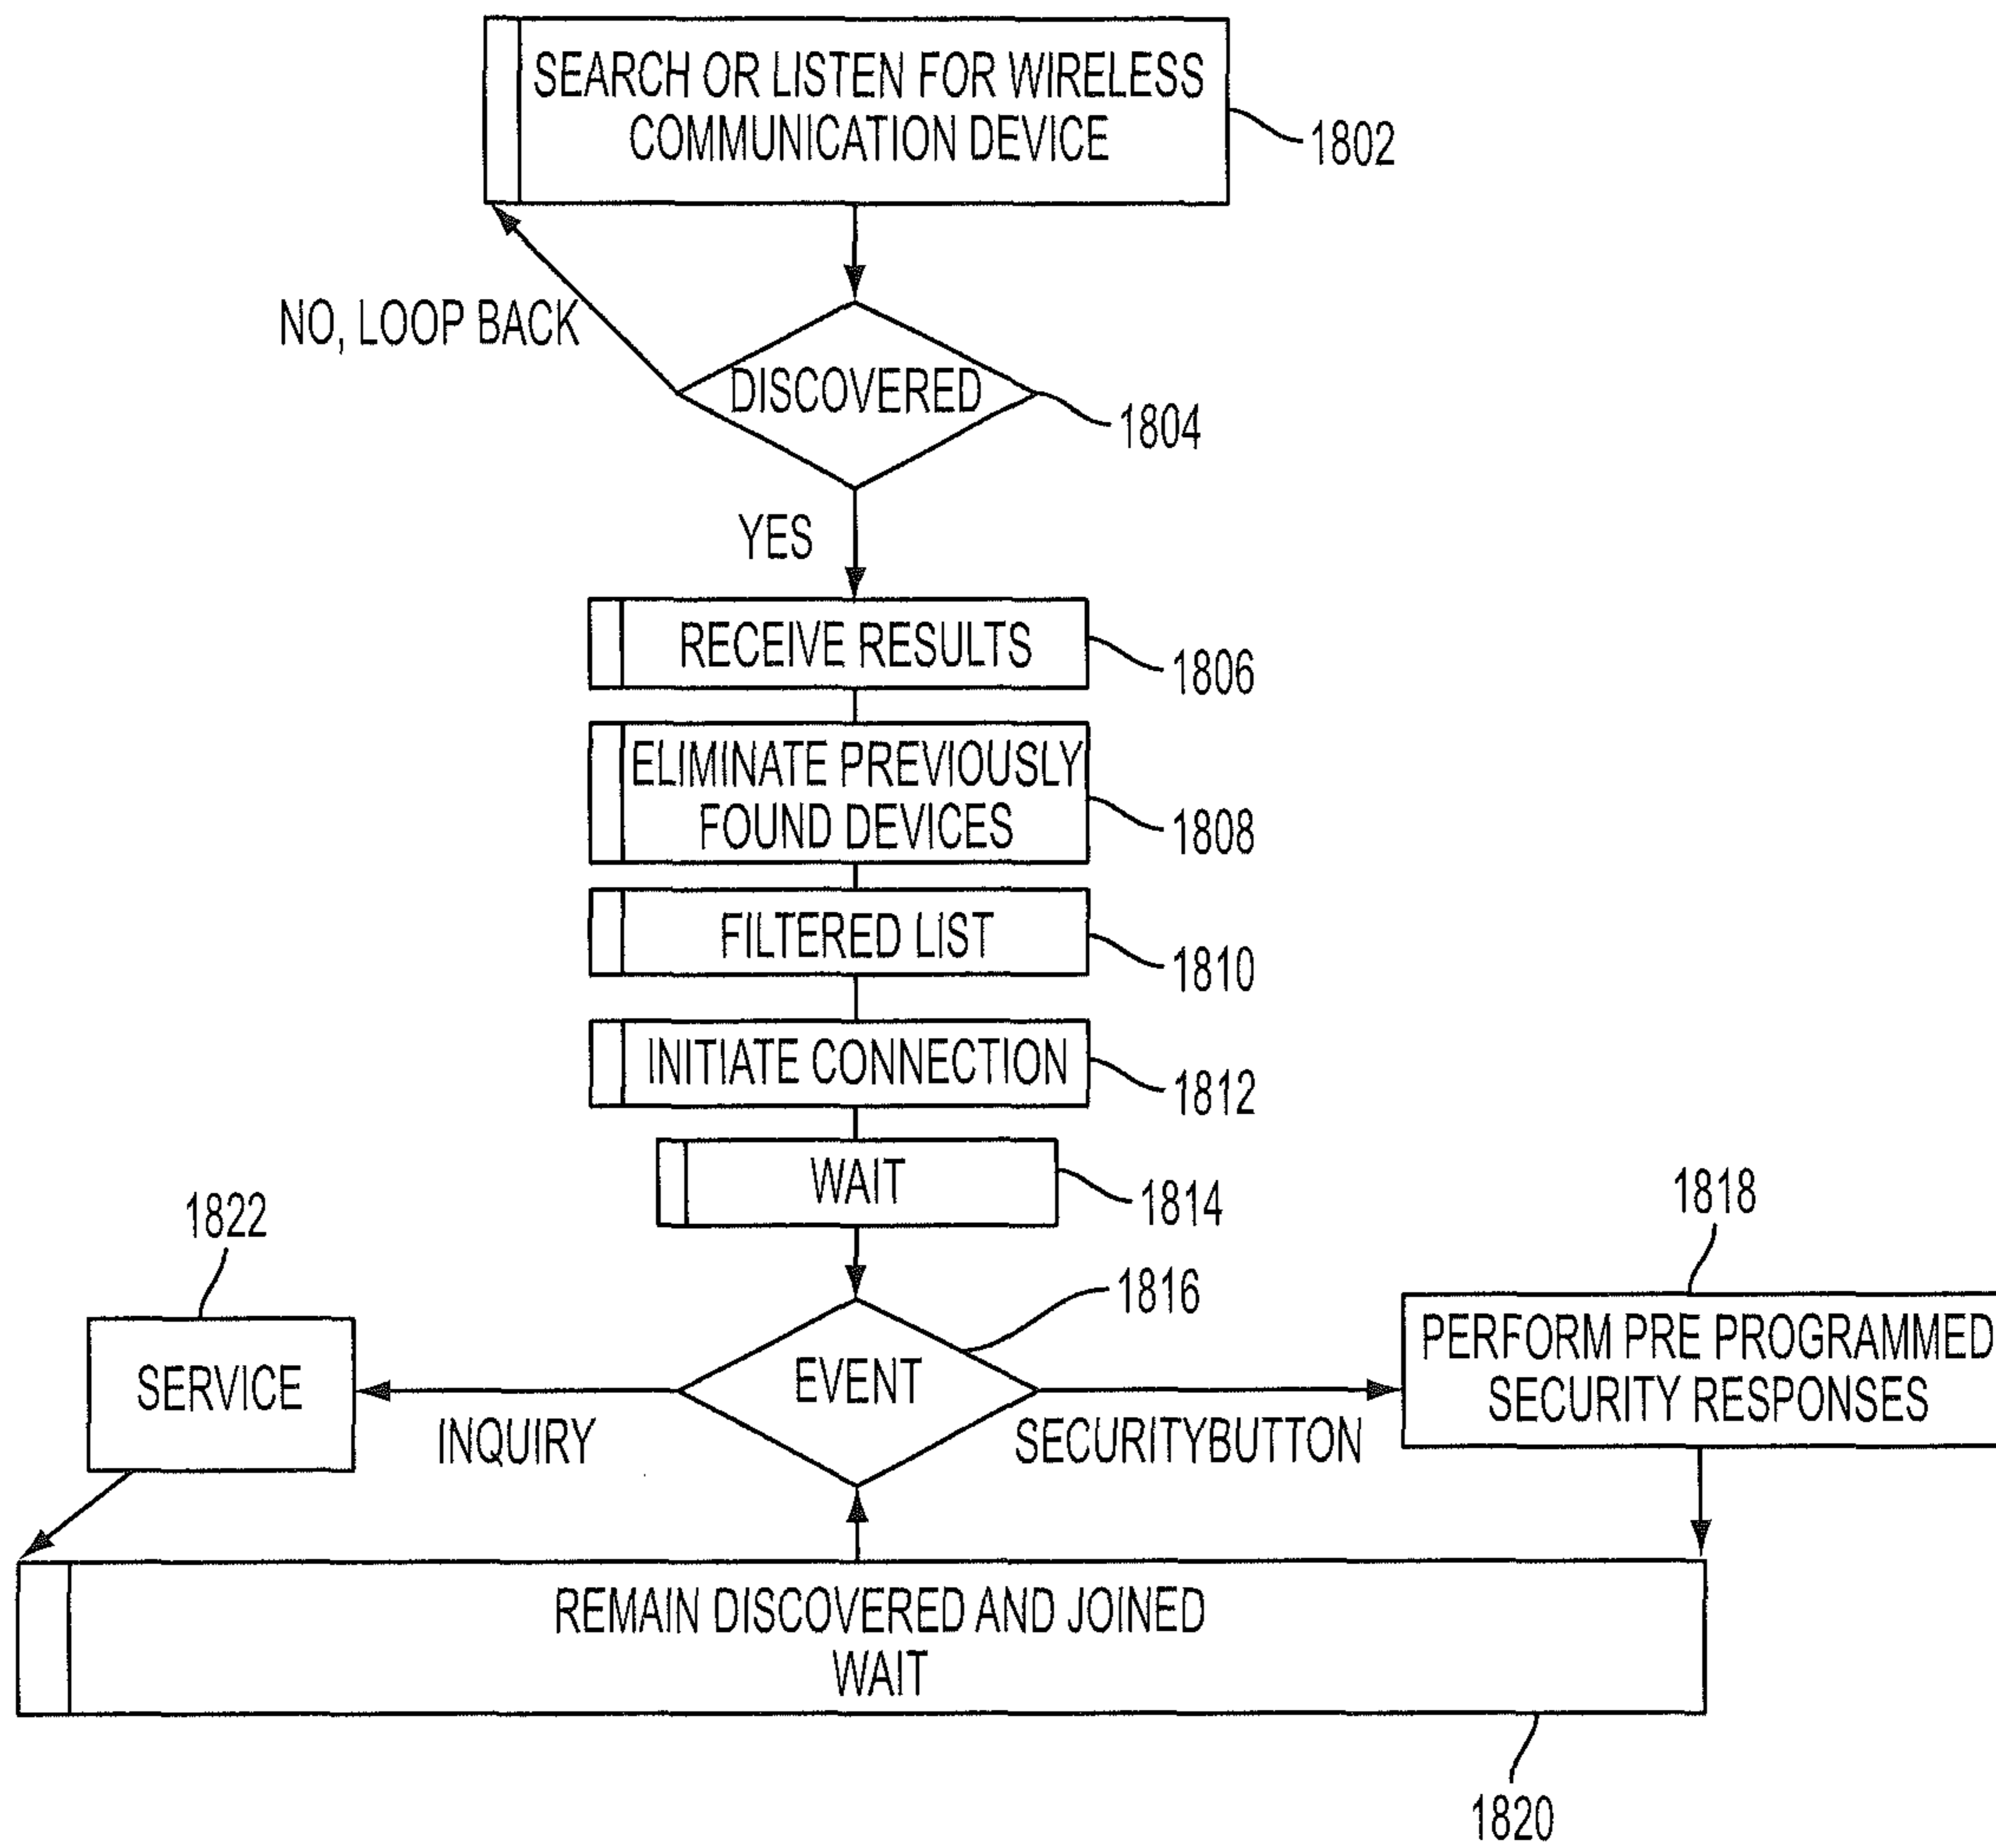 SEARCH OR LISTEN FOR WIRELESS
COMMUNICATION DEVICE
1802
NO, LOOP BACK
DISCOVERED
1804
YES
RECEIVE RESULTS
1806
ELIMINATE PREVIOUSLY
FOUND DEVICES
1808
FILTERED LIST
1810
INITIATE CONNECTION
1812
WAIT
1814
1822
1816
1818
SERVICE
INQUIRY
EVENT
SECURITYBUTTON
PERFORM PRE PROGRAMMED
SECURITY RESPONSES
REMAIN DISCOVERED AND JOINED
WAIT
1820